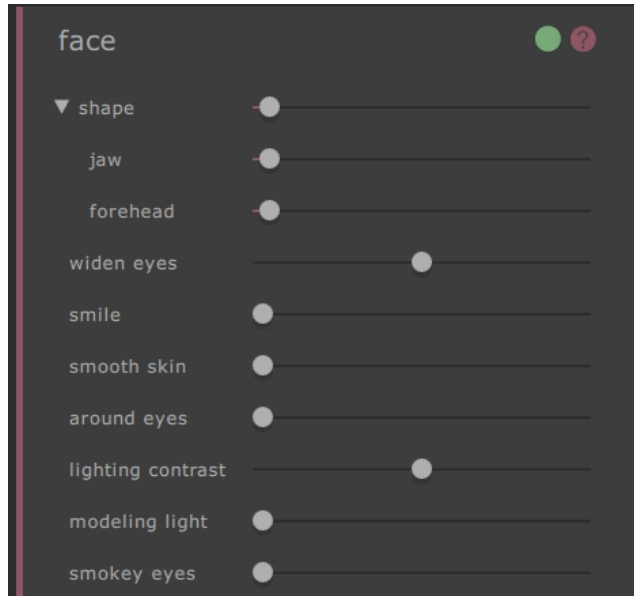 face
?
shape
jaw
forehead
widen eyes
smile
smooth skin
around eyes
lighting contrast
modeling light
smokey eyes